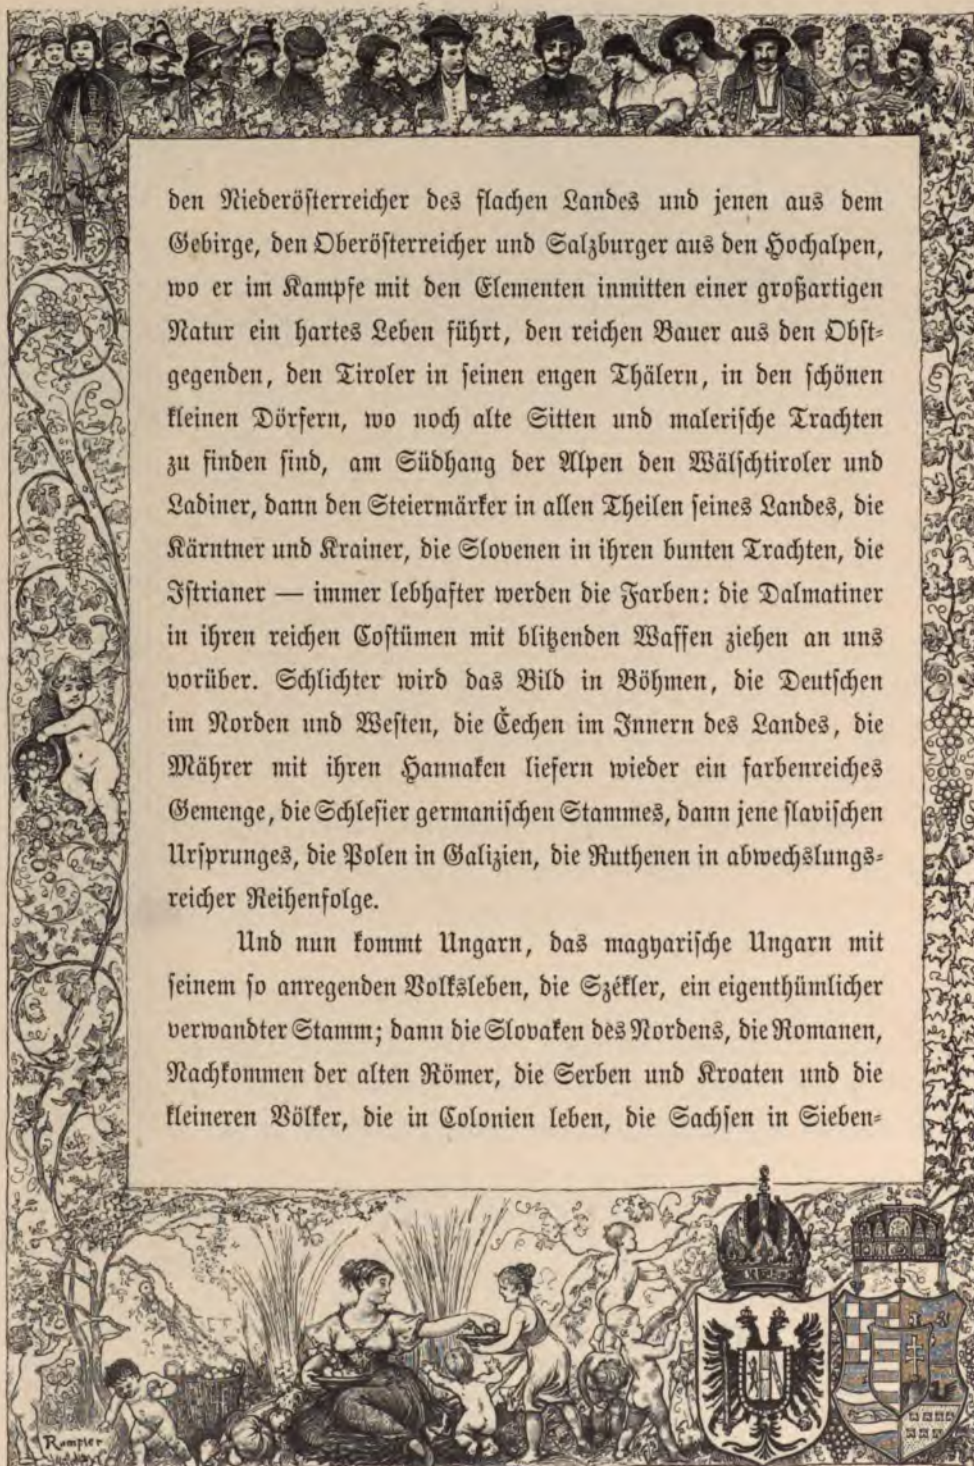 den Niederösterreicher des flachen Landes und jenen aus dem
Gebirge, den Oberösterreicher und Salzburger aus den Hochalpen,
wo er im Kampfe mit den Elementen inmitten einer großartigen
Natur ein hartes Leben führt, den reichen Bauer aus den Obst-
gegenden, den Tiroler in seinen engen Thälern, in den schönen
kleinen Dörfern, wo noch alte Sitten und malerische Trachten
zu finden sind, am Südhang der Alpen den Wälschtiroler und
Ladiner, dann den Steiermärker in allen Theilen seines Landes, die
Kärntner und Krainer, die Slovenen in ihren bunten Trachten, die
Istrianer — immer lebhafter werden die Farben: die Dalmatiner
in ihren reichen Costümen mit blitzenden Waffen ziehen an uns
vorüber. Schlichter wird das Bild in Böhmen, die Deutschen
im Norden und Westen, die Čechen im Innern des Landes, die
Mährer mit ihren Hannaken liefern wieder ein farbenreiches
Gemenge, die Schlesier germanischen Stammes, dann jene slavischen
Ursprunges, die Polen in Galizien, die Ruthenen in abwechslungs-
reicher Reihenfolge.
Und nun kommt Ungarn, das magyarische Ungarn mit
seinem so anregenden Volksleben, die Székler, ein eigenthümlicher
verwandter Stamm; dann die Slovaken des Nordens, die Romanen,
Nachkommen der alten Römer, die Serben und Kroaten und die
kleineren Völker, die in Colonien leben, die Sachsen in Sieben-
Rumpler